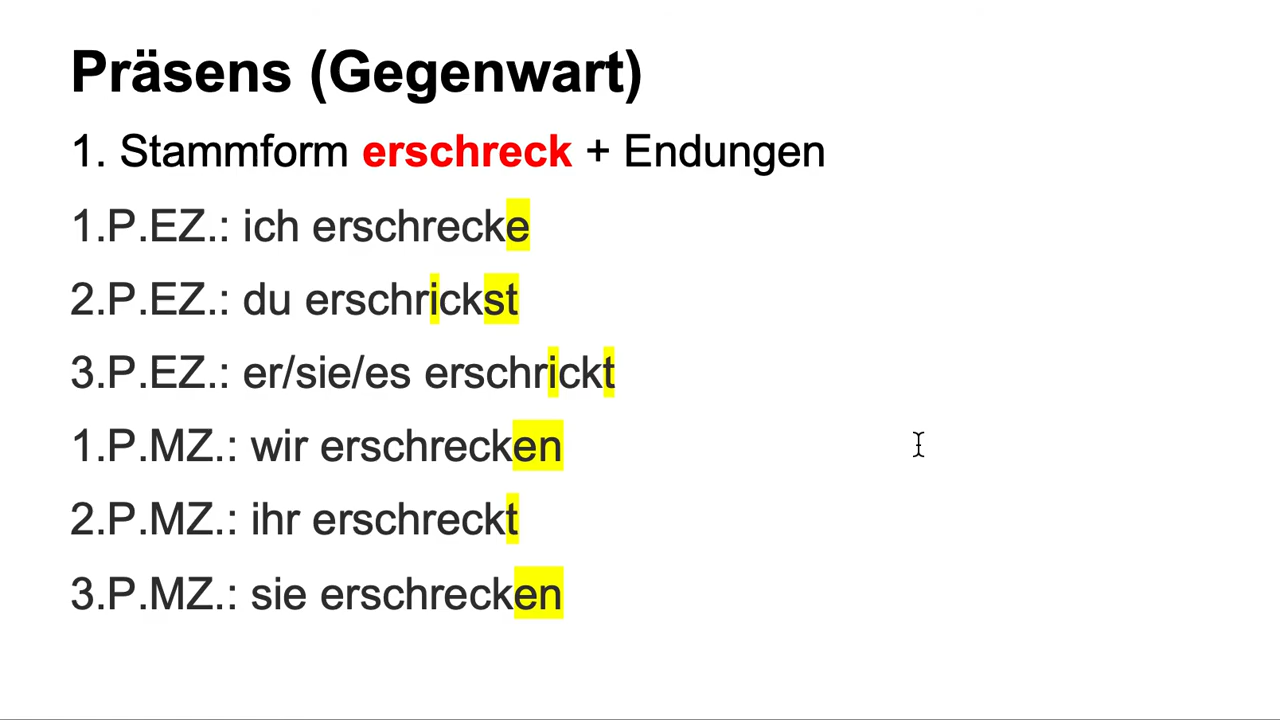 Präsens (Gegenwart)
1. Stammform erschreck + Endungen
1.P.EZ.: ich erschrecke
2.P.EZ.: du erschrickst
3.P.EZ.: er/sie/es erschrickt
1.P.MZ.: wir erschrecken
2.P.MZ.: ihr erschreckt
3.P.MZ.: sie erschrecken